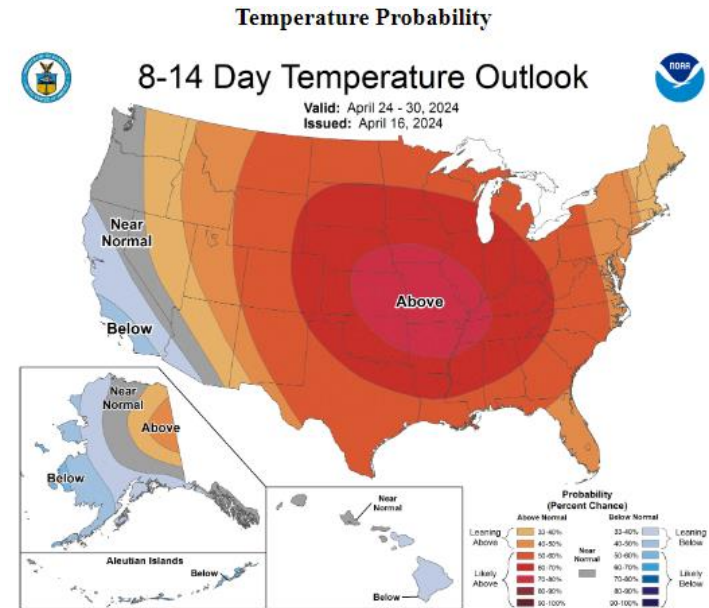 Temperature Probability
8-14 Day Temperature Outlook
NOAA
Valid: April 24 - 30, 2024
Issued: April 16, 2024
Near
Normal
Below
Above
Near
Normal
Above
Below
Aleutian Islands
Below
Near
Normal
Below
Probability
(Percent Chance)
Above Normal
Below Normal
Leaning
Above
Likely
Above
33-40%
40-50%
50-60%
60-70%
70-80%
80-90%
90-100%
Near
Normal
33-40%
40-50%
50-60%
60-70%
70-80%
80-90%
90-100%
Leaning
Below
Likely
Below